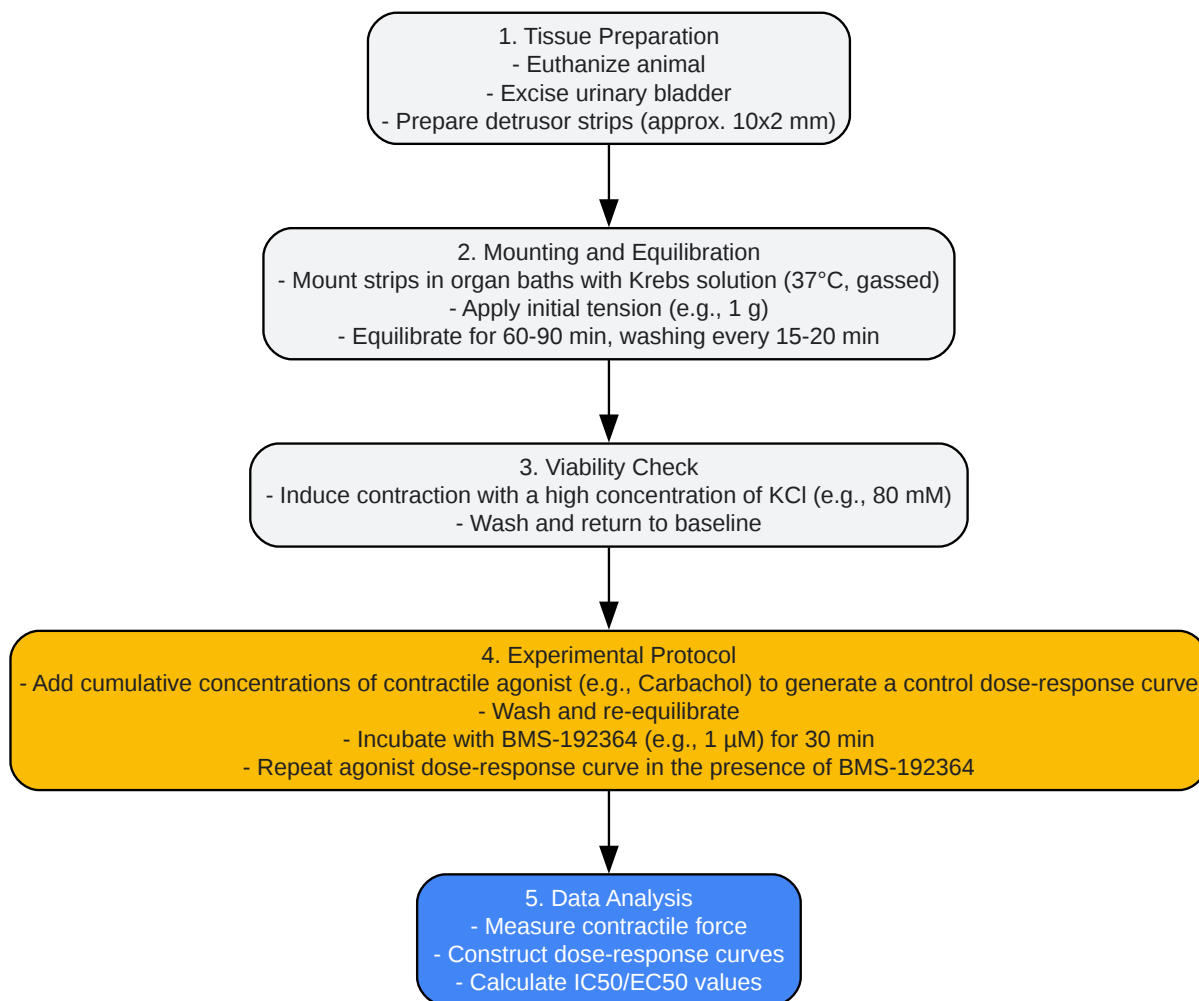 1. Tissue Preparation
- Euthanize animal
- Excise urinary bladder
- Prepare detrusor strips (approx. 10x2 mm)
2. Mounting and Equilibration
- Mount strips in organ baths with Krebs solution (37°C, gassed)
- Apply initial tension (e.g., 1 g)
- Equilibrate for 60-90 min, washing every 15-20 min
3. Viability Check
- Induce contraction with a high concentration of KCl (e.g., 80 mM)
- Wash and return to baseline
4. Experimental Protocol
- Add cumulative concentrations of contractile agonist (e.g., Carbachol) to generate a control dose-response curve
- Wash and re-equilibrate
- Incubate with BMS-192364 (e.g., 1 µM) for 30 min
- Repeat agonist dose-response curve in the presence of BMS-192364
5. Data Analysis
- Measure contractile force
- Construct dose-response curves
- Calculate IC50/EC50 values